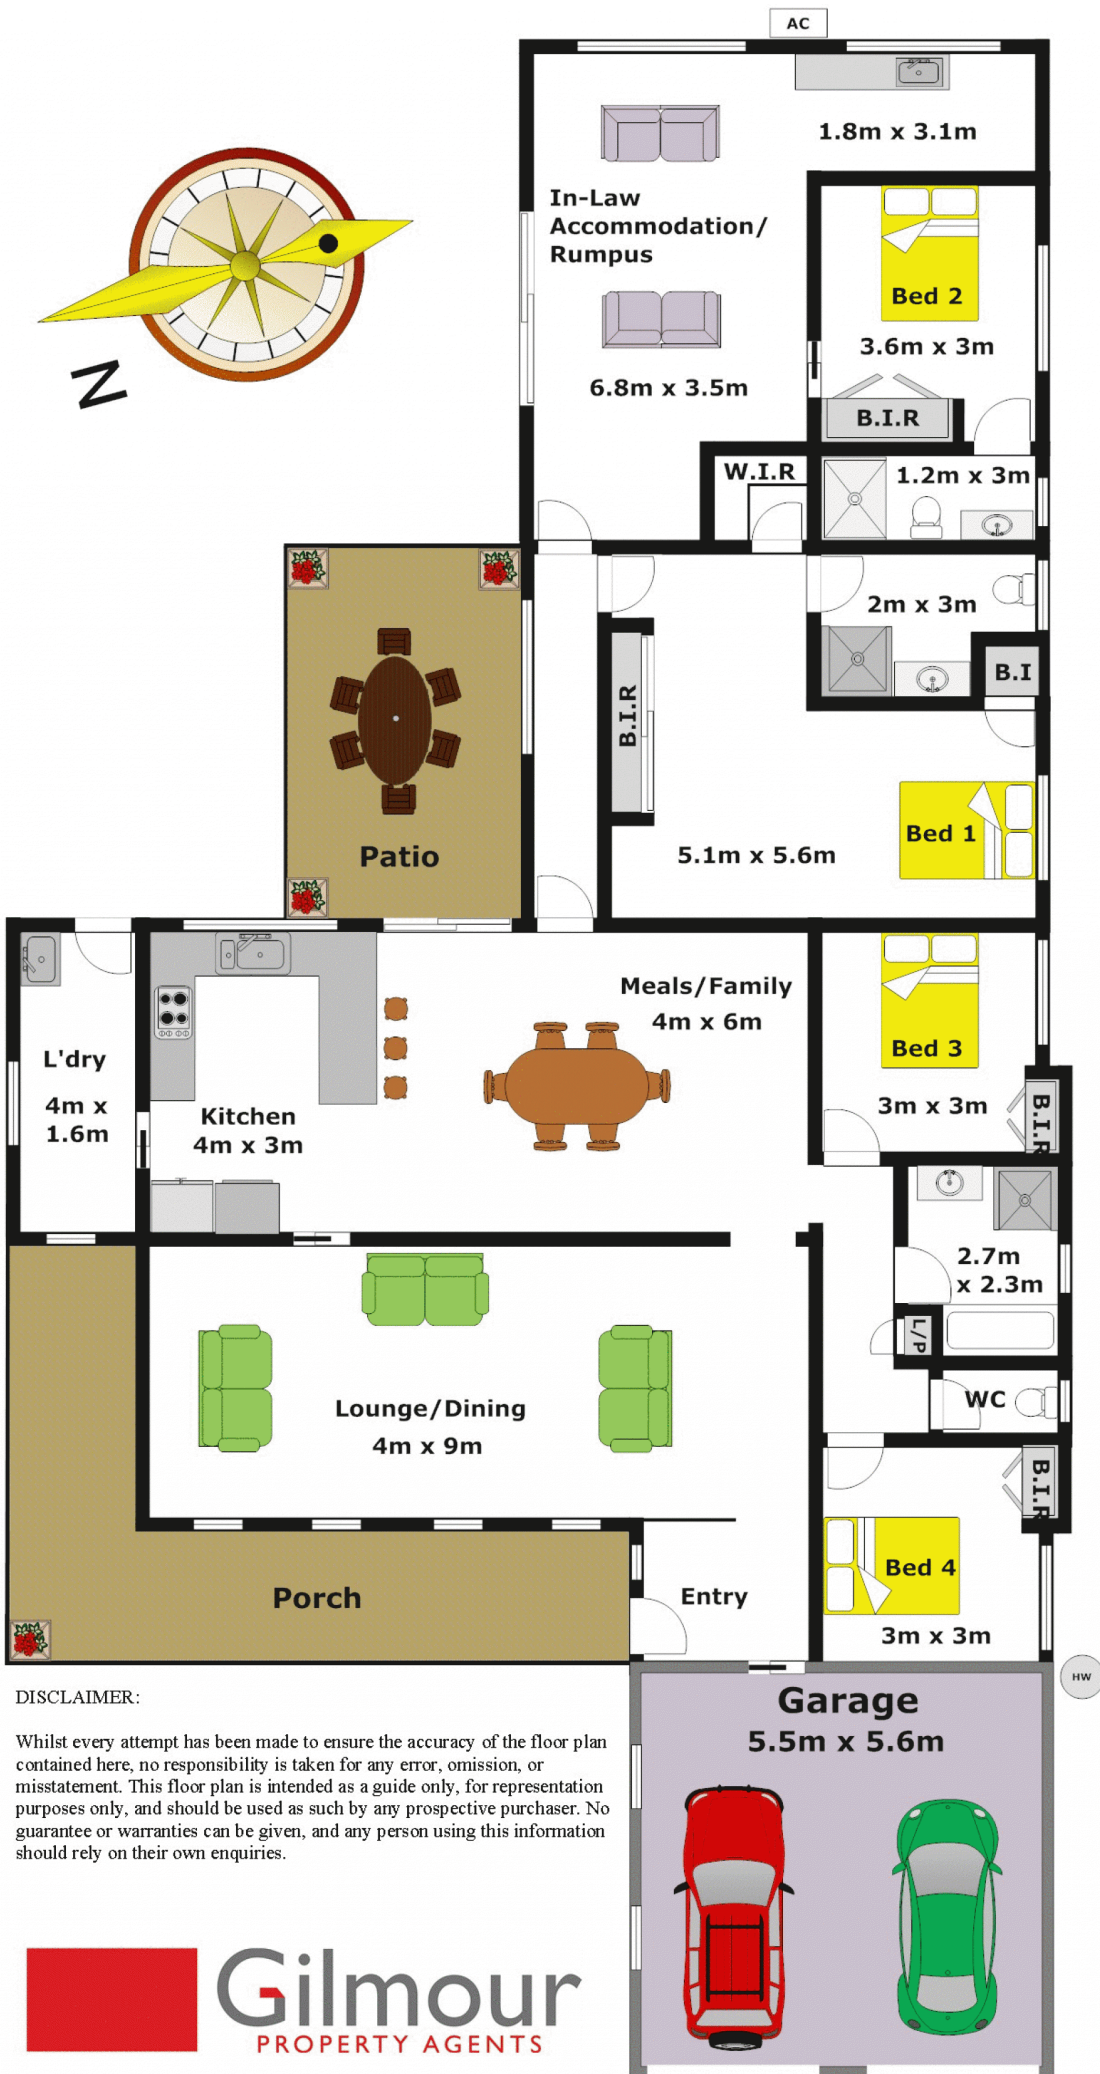 AC
1.8m x 3.1m
In-Law
Accommodation/
Rumpus
Bed 2
3.6m x 3m
6.8m x 3.5m
B.I.R
W.I.R
1.2m x 3m
N
2m x 3m
B.I
B.I.R
Bed 1
5.1m x 5.6m
Patio
Meals/Family
4m x 6m
Bed 3
3m x 3m
B.I.R
L'dry
4m x
1.6m
Kitchen
4m x 3m
2.7m
x 2.3m
L/P
WC
Lounge/Dining
4m x 9m
B.I.R
Bed 4
3m x 3m
Porch
Entry
HW
Garage
5.5m x 5.6m
DISCLAIMER:
Whilst every attempt has been made to ensure the accuracy of the floor plan
contained here, no responsibility is taken for any error, omission, or
misstatement. This floor plan is intended as a guide only, for representation
purposes only, and should be used as such by any prospective purchaser. No
guarantee or warranties can be given, and any person using this information
should rely on their own enquiries.
Gilmour
PROPERTY AGENTS